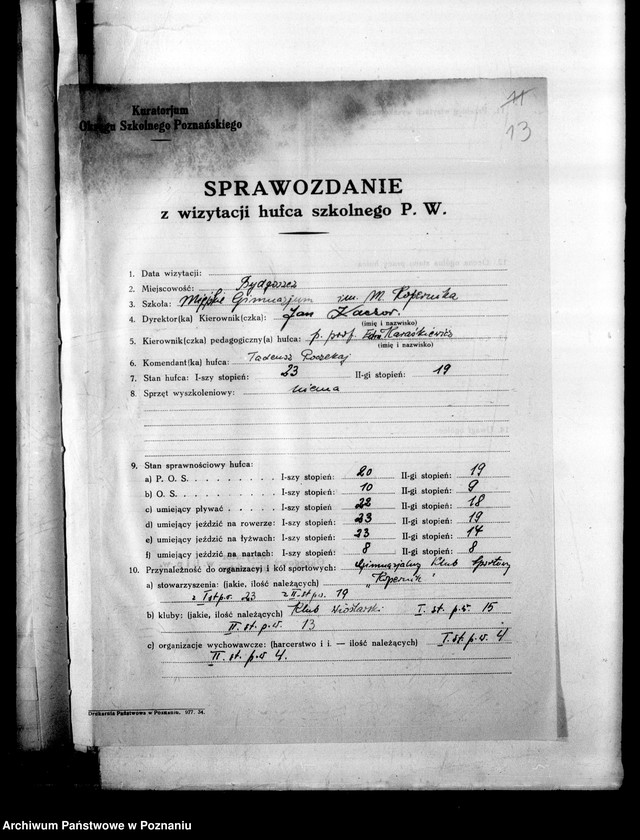 11
13
Kuratorjum
Okręgu Szkolnego Poznańskiego
SPRAWOZDANIE
z wizytacji hufca szkolnego P. W.
1. Data wizytacji:
2. Miejscowość: Bydgoszcz
3. Szkoła: Miejskie Gimnazjum im. M. Kopernika
4. Dyrektor(ka) Kierownik(czka): Jan Kaczor
(imię i nazwisko)
5. Kierownik(czka) pedagogiczny(a) hufca: p. prof.
(imię i nazwisko)
6. Komendant(ka) hufca: Tadeusz
7. Stan hufca: I-szy stopień: 23 II-gi stopień: 19
8. Sprzęt wyszkoleniowy: niema
9. Stan sprawnościowy hufca:
a) P. O. S. . . . . . . . . . I-szy stopień: 20 II-gi stopień: 19
b) O. S. . . . . . . . . . . I-szy stopień: 10 II-gi stopień: 9
c) umiejący pływać . . . . . . I-szy stopień 22 II-gi stopień: 18
d) umiejący jeździć na rowerze: I-szy stopień: 23 II-gi stopień: 19
e) umiejący jeździć na łyżwach: I-szy stopień: 23 II-gi stopień: 14
f) umiejący jeździć na nartach: I-szy stopień: 8 II-gi stopień: 8
10. Przynależność do organizacyj i kół sportowych: Gimnazjalny Klub Sportowy
a) stowarzyszenia: (jakie, ilość należących) "Kopernik"
z I st p.w. 23 z II st p.w. 19
b) kluby: (jakie, ilość należących) Klub Wioślarski I. st. p. w. 15
II. st. p. w. 13
c) organizacje wychowawcze: (harcerstwo i i. — ilość należących) I. st p. w. 4
II. st. p. w. 4.
Drukarnia Państwowa w Poznaniu. 977. 34.
Archiwum Państwowe w Poznaniu